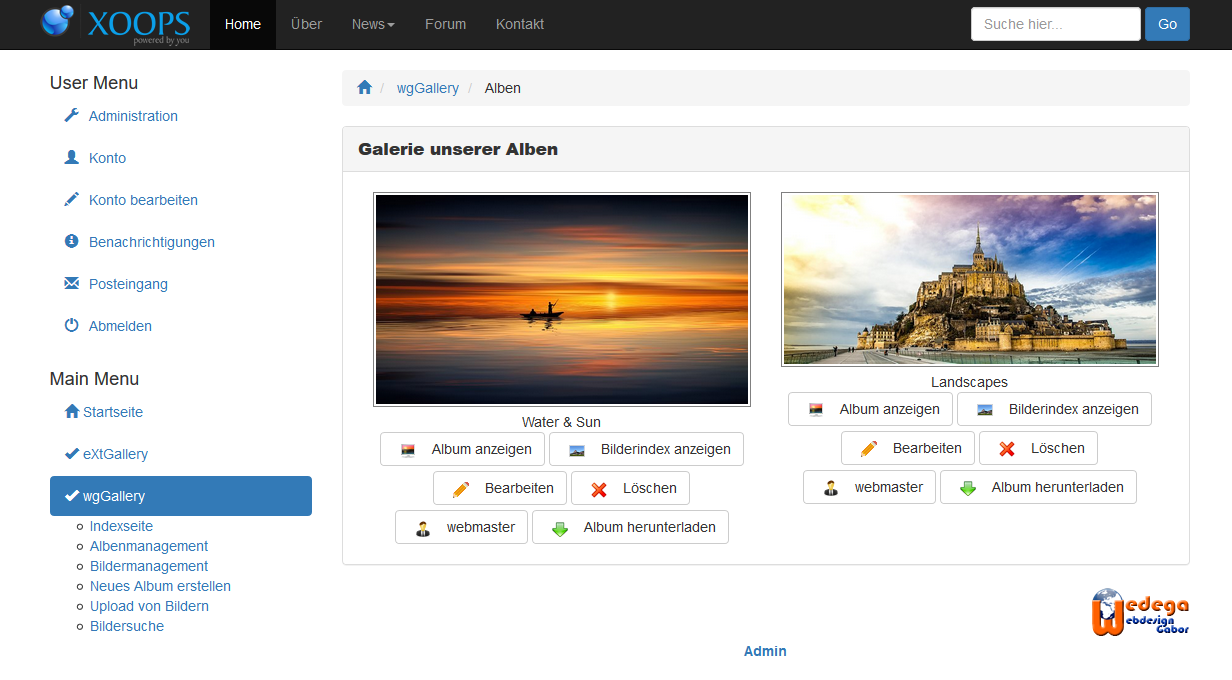 XOOPS
powered by you
Home Über News Forum Kontakt Suche hier... Go
User Menu
Administration
Konto
Konto bearbeiten
Benachrichtigungen
Posteingang
Abmelden
Main Menu
Startseite
eXtGallery
wgGallery
Indexseite
Albenmanagement
Bildermanagement
Neues Album erstellen
Upload von Bildern
Bildersuche
/ wgGallery / Alben
Galerie unserer Alben
Water & Sun
Album anzeigen Bilderindex anzeigen
Bearbeiten Löschen
webmaster Album herunterladen
Landscapes
Album anzeigen Bilderindex anzeigen
Bearbeiten Löschen
webmaster Album herunterladen
Wedega
Webdesign
Gabor
Admin